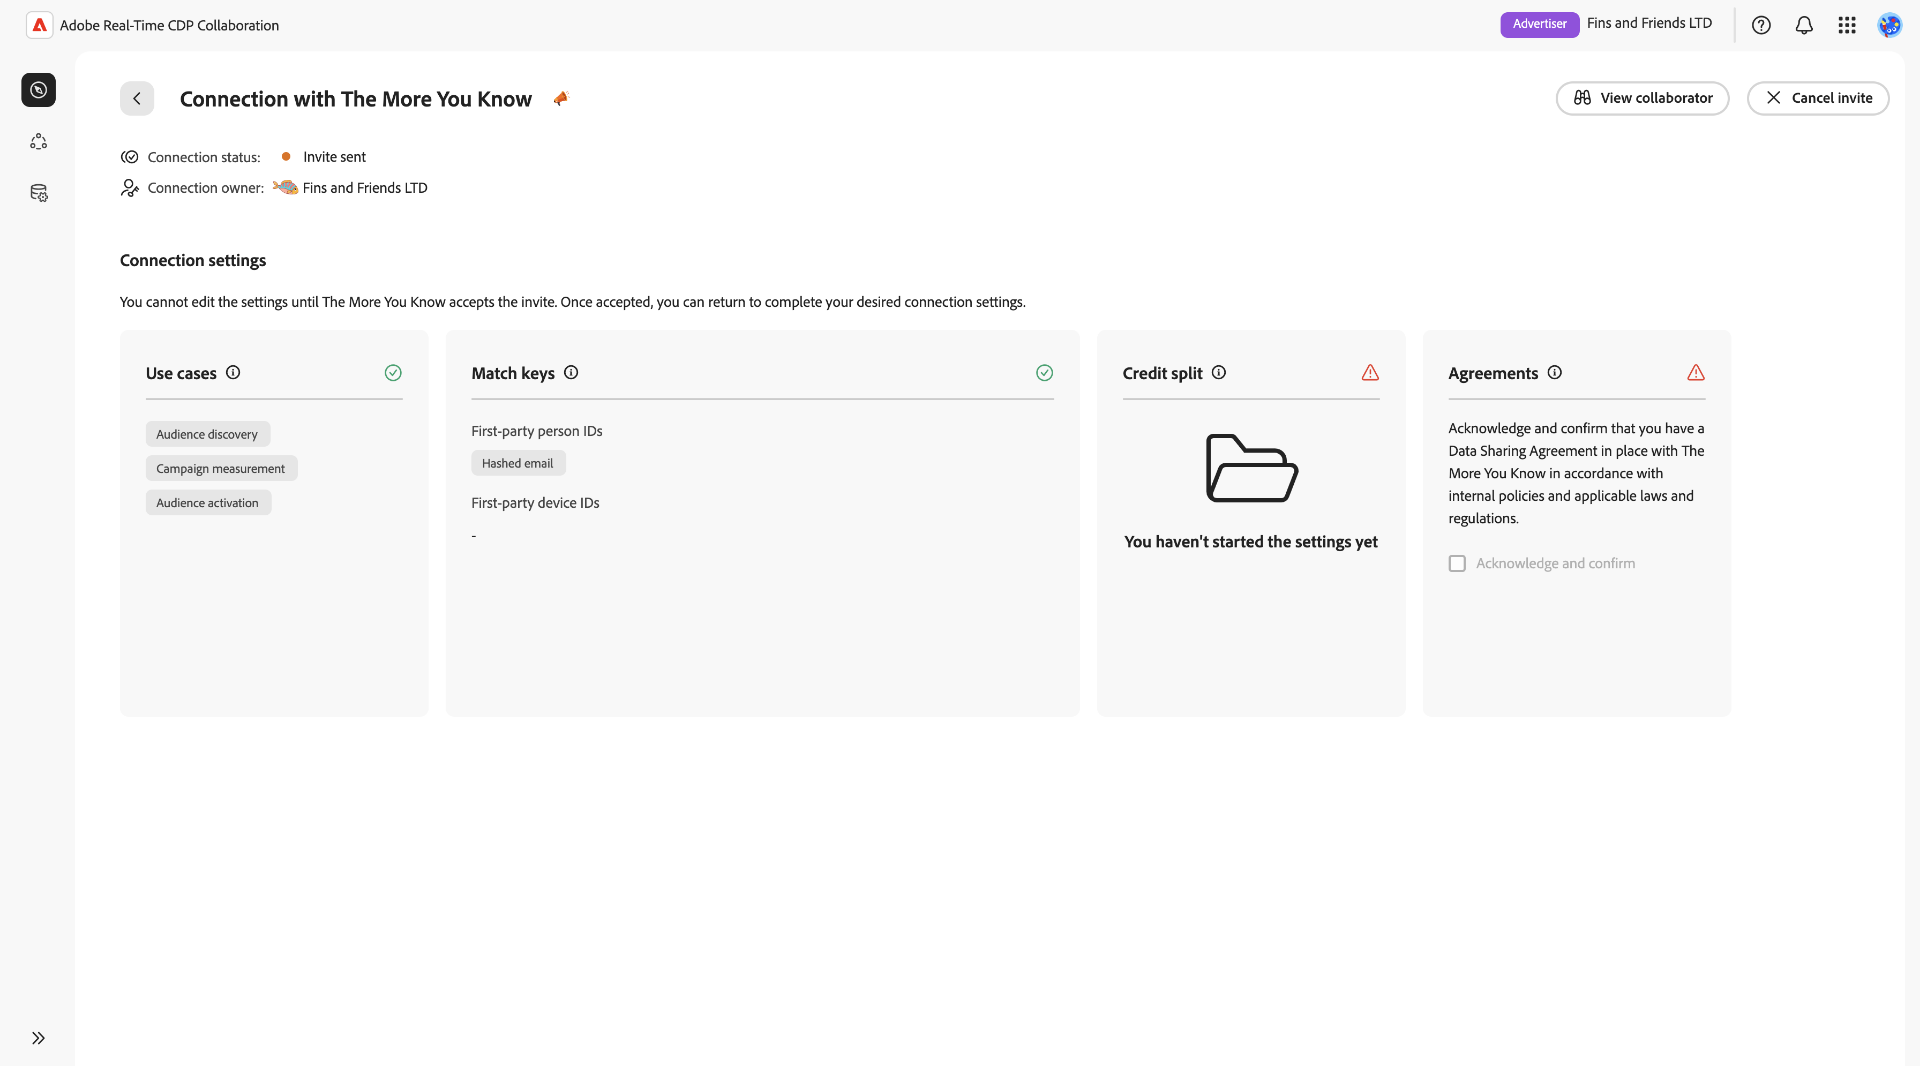 Adobe Real-Time CDP Collaboration
Advertiser
Fins and Friends LTD
Connection with The More You Know
View collaborator
Cancel invite
Connection status:
Invite sent
Connection owner:
Fins and Friends LTD
Connection settings
You cannot edit the settings until The More You Know accepts the invite. Once accepted, you can return to complete your desired connection settings.
Use cases
Audience discovery
Campaign measurement
Audience activation
Match keys
First-party person IDs
Hashed email
First-party device IDs
-
Credit split
You haven't started the settings yet
Agreements
Acknowledge and confirm that you have a
Data Sharing Agreement in place with The
More You Know in accordance with
internal policies and applicable laws and
regulations.
Acknowledge and confirm